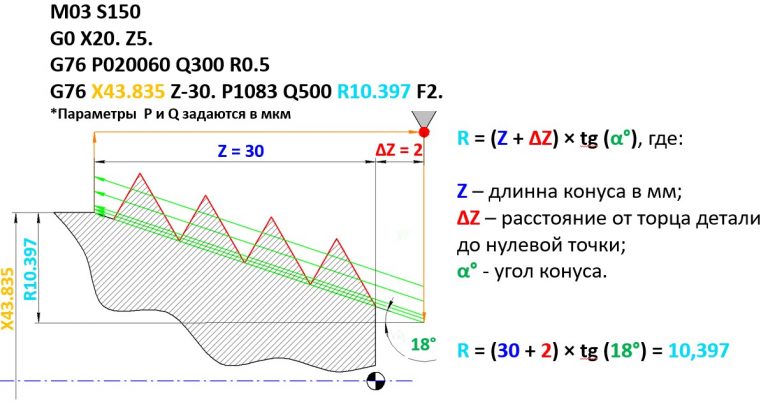 M03 S150
G0 X20. Z5.
G76 P020060 Q300 R0.5
G76 X43.835 Z-30. P1083 Q500 R10.397 F2.
*Параметры P и Q задаются в мкм
Z = 30
ΔZ = 2
R = (Z + ΔZ) × tg (α°), где:
Z – длинна конуса в мм;
ΔZ – расстояние от торца детали
до нулевой точки;
α° - угол конуса.
X43.835
R10.397
18°
R = (30 + 2) × tg (18°) = 10,397